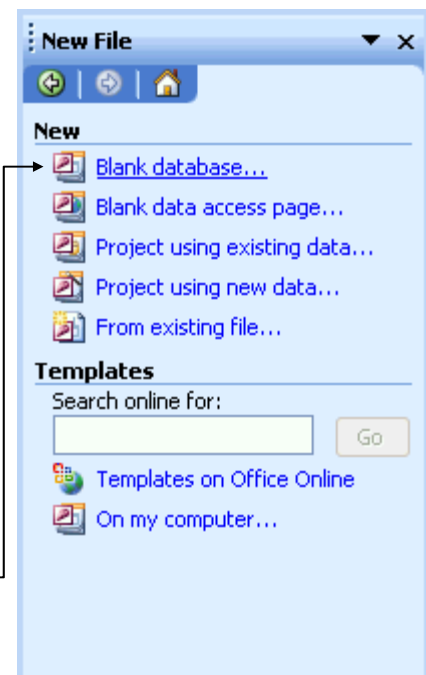 New File
New
Blank database...
Blank data access page...
Project using existing data...
Project using new data...
From existing file...
Templates
Search online for:
Go
Templates on Office Online
On my computer...